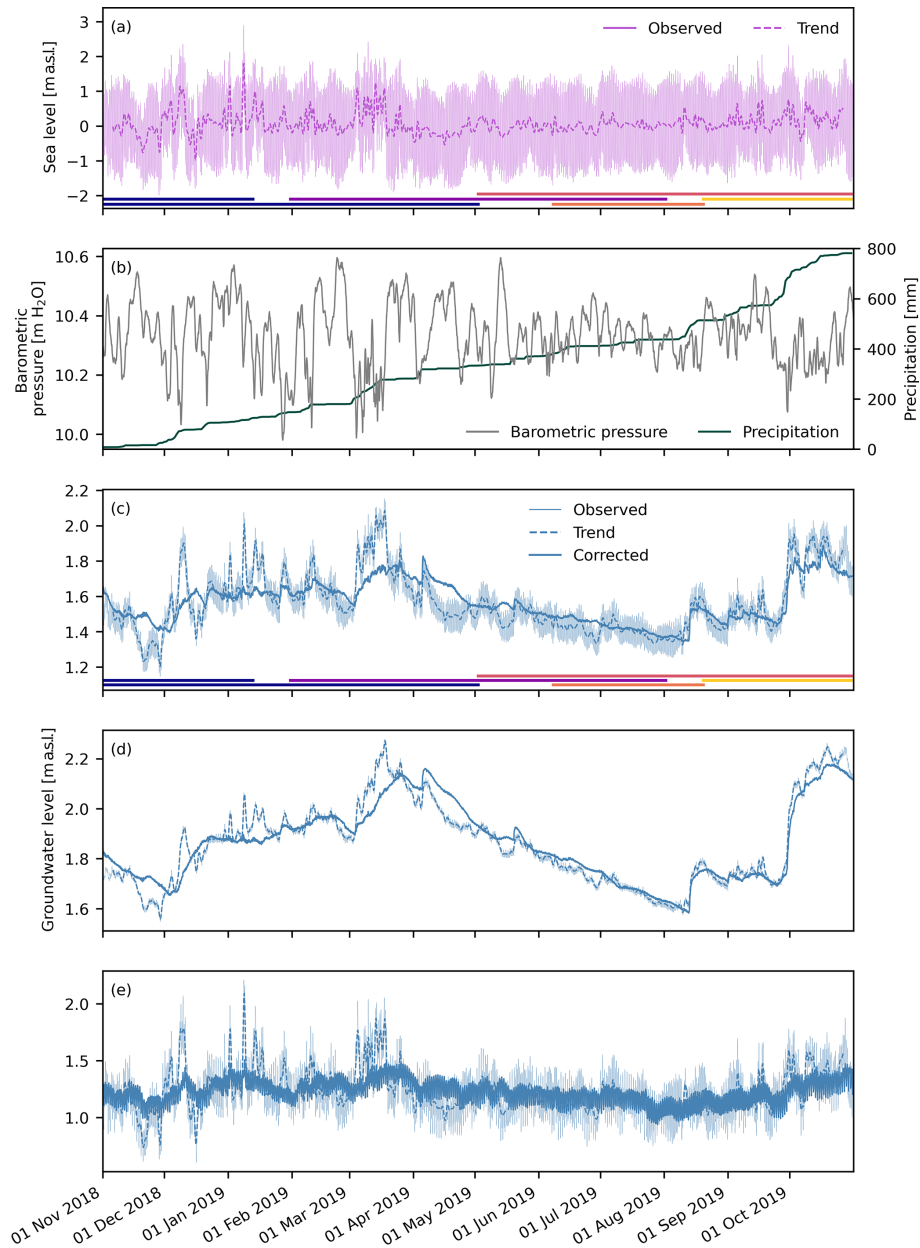 (a)
Observed
Trend
3
2
1
0
−1
−2
Sea level [m a.s.l.]
(b)
10.6
10.4
10.2
10.0
Barometric
pressure [m H₂O]
800
600
400
200
0
Precipitation [mm]
Barometric pressure
Precipitation
(c)
Observed
Trend
Corrected
2.2
2.0
1.8
1.6
1.4
1.2
(d)
2.2
2.0
1.8
1.6
Groundwater level [m a.s.l.]
(e)
2.0
1.5
1.0
01 Nov 2018
01 Dec 2018
01 Jan 2019
01 Feb 2019
01 Mar 2019
01 Apr 2019
01 May 2019
01 Jun 2019
01 Jul 2019
01 Aug 2019
01 Sep 2019
01 Oct 2019